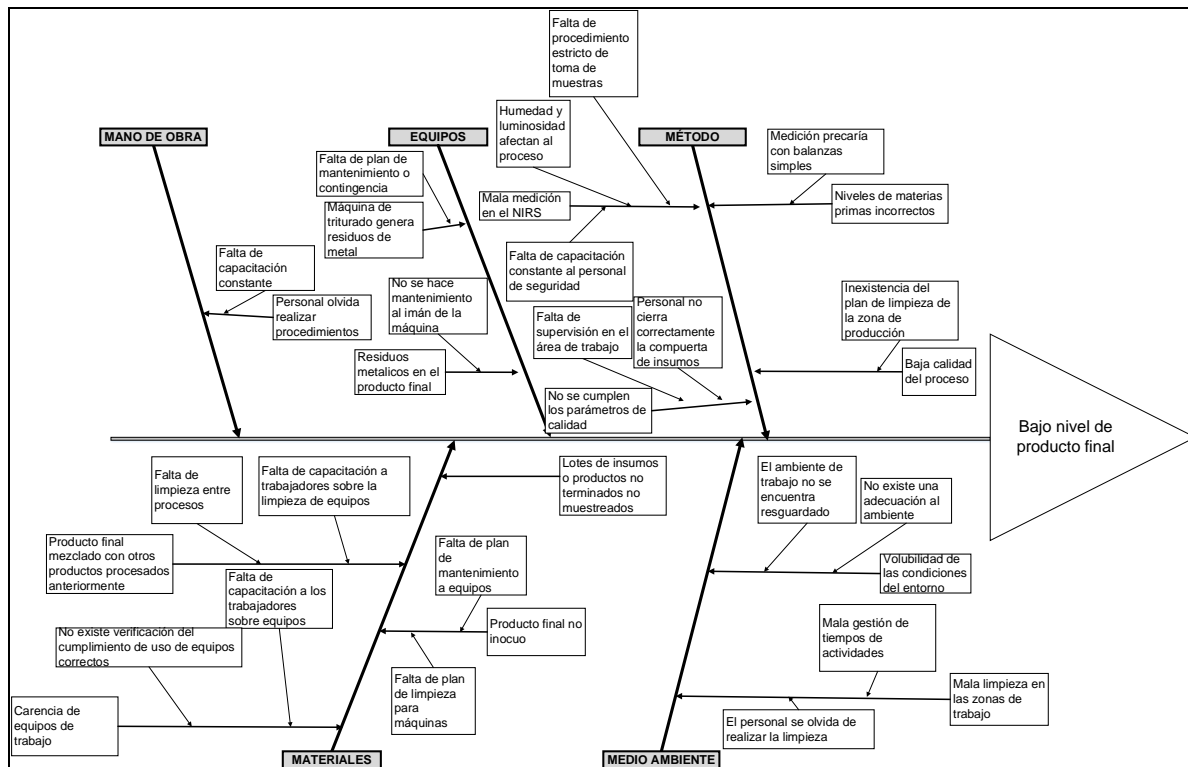 Falta de
procedimiento
estricto de
toma de
muestras
Humedad y
luminosidad
afectan al
proceso
MANO DE OBRA
EQUIPOS
MÉTODO
Medición precaría
con balanzas
simples
Falta de plan de
mantenimiento o
contingencia
Mala medición
en el NIRS
Niveles de materias
primas incorrectos
Máquina de
triturado genera
residuos de
metal
Falta de
capacitación
constante
Falta de capacitación
constante al personal
de seguridad
No se hace
mantenimiento
al imán de la
máquina
Personal no
cierra
correctamente
la compuerta
de insumos
Inexistencia del
plan de limpieza de
la zona de
producción
Personal olvida
realizar
procedimientos
Falta de
supervisión en el
área de trabajo
Residuos
metalicos en el
producto final
Baja calidad
del proceso
No se cumplen
los parámetros de
calidad
Bajo nivel de
producto final
Falta de
limpieza entre
procesos
Falta de capacitación a
trabajadores sobre la
limpieza de equipos
Lotes de insumos
o productos no
terminados no
muestreados
El ambiente de
trabajo no se
encuentra
resguardado
No existe una
adecuación al
ambiente
Producto final
mezclado con otros
productos procesados
anteriormente
Falta de plan
de
mantenimiento
a equipos
Volubilidad de
las condiciones
del entorno
Falta de
capacitación a los
trabajadores
sobre equipos
No existe verificación del
cumplimiento de uso de equipos
correctos
Producto final no
inocuo
Mala gestión de
tiempos de
actividades
Falta de plan
de limpieza
para
máquinas
Carencia de
equipos de
trabajo
Mala limpieza en
las zonas de
trabajo
El personal se olvida de
realizar la limpieza
MATERIALES
MEDIO AMBIENTE